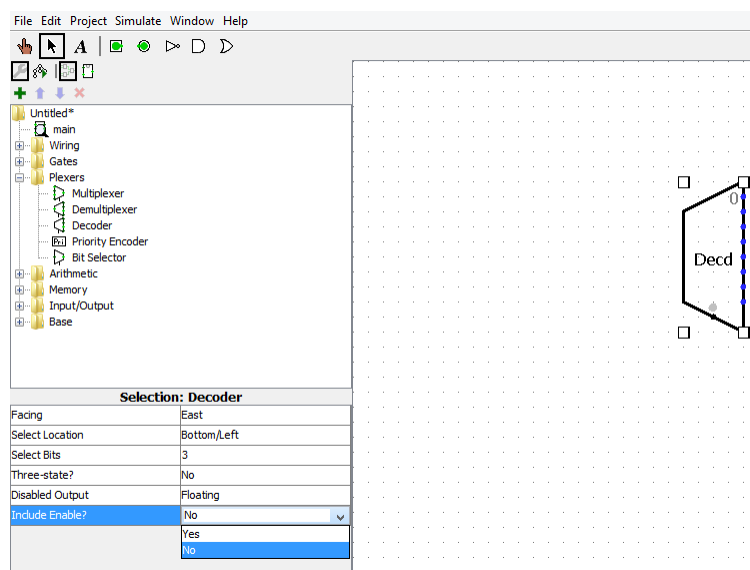 File Edit Project Simulate Window Help
A
Untitled*
main
Wiring
Gates
Plexers
Multiplexer
Demultiplexer
Decoder
Pri Priority Encoder
Bit Selector
Arithmetic
Memory
Input/Output
Base
0
Decd
Selection: Decoder
Facing East
Select Location Bottom/Left
Select Bits 3
Three-state? No
Disabled Output Floating
Include Enable? No
Yes
No